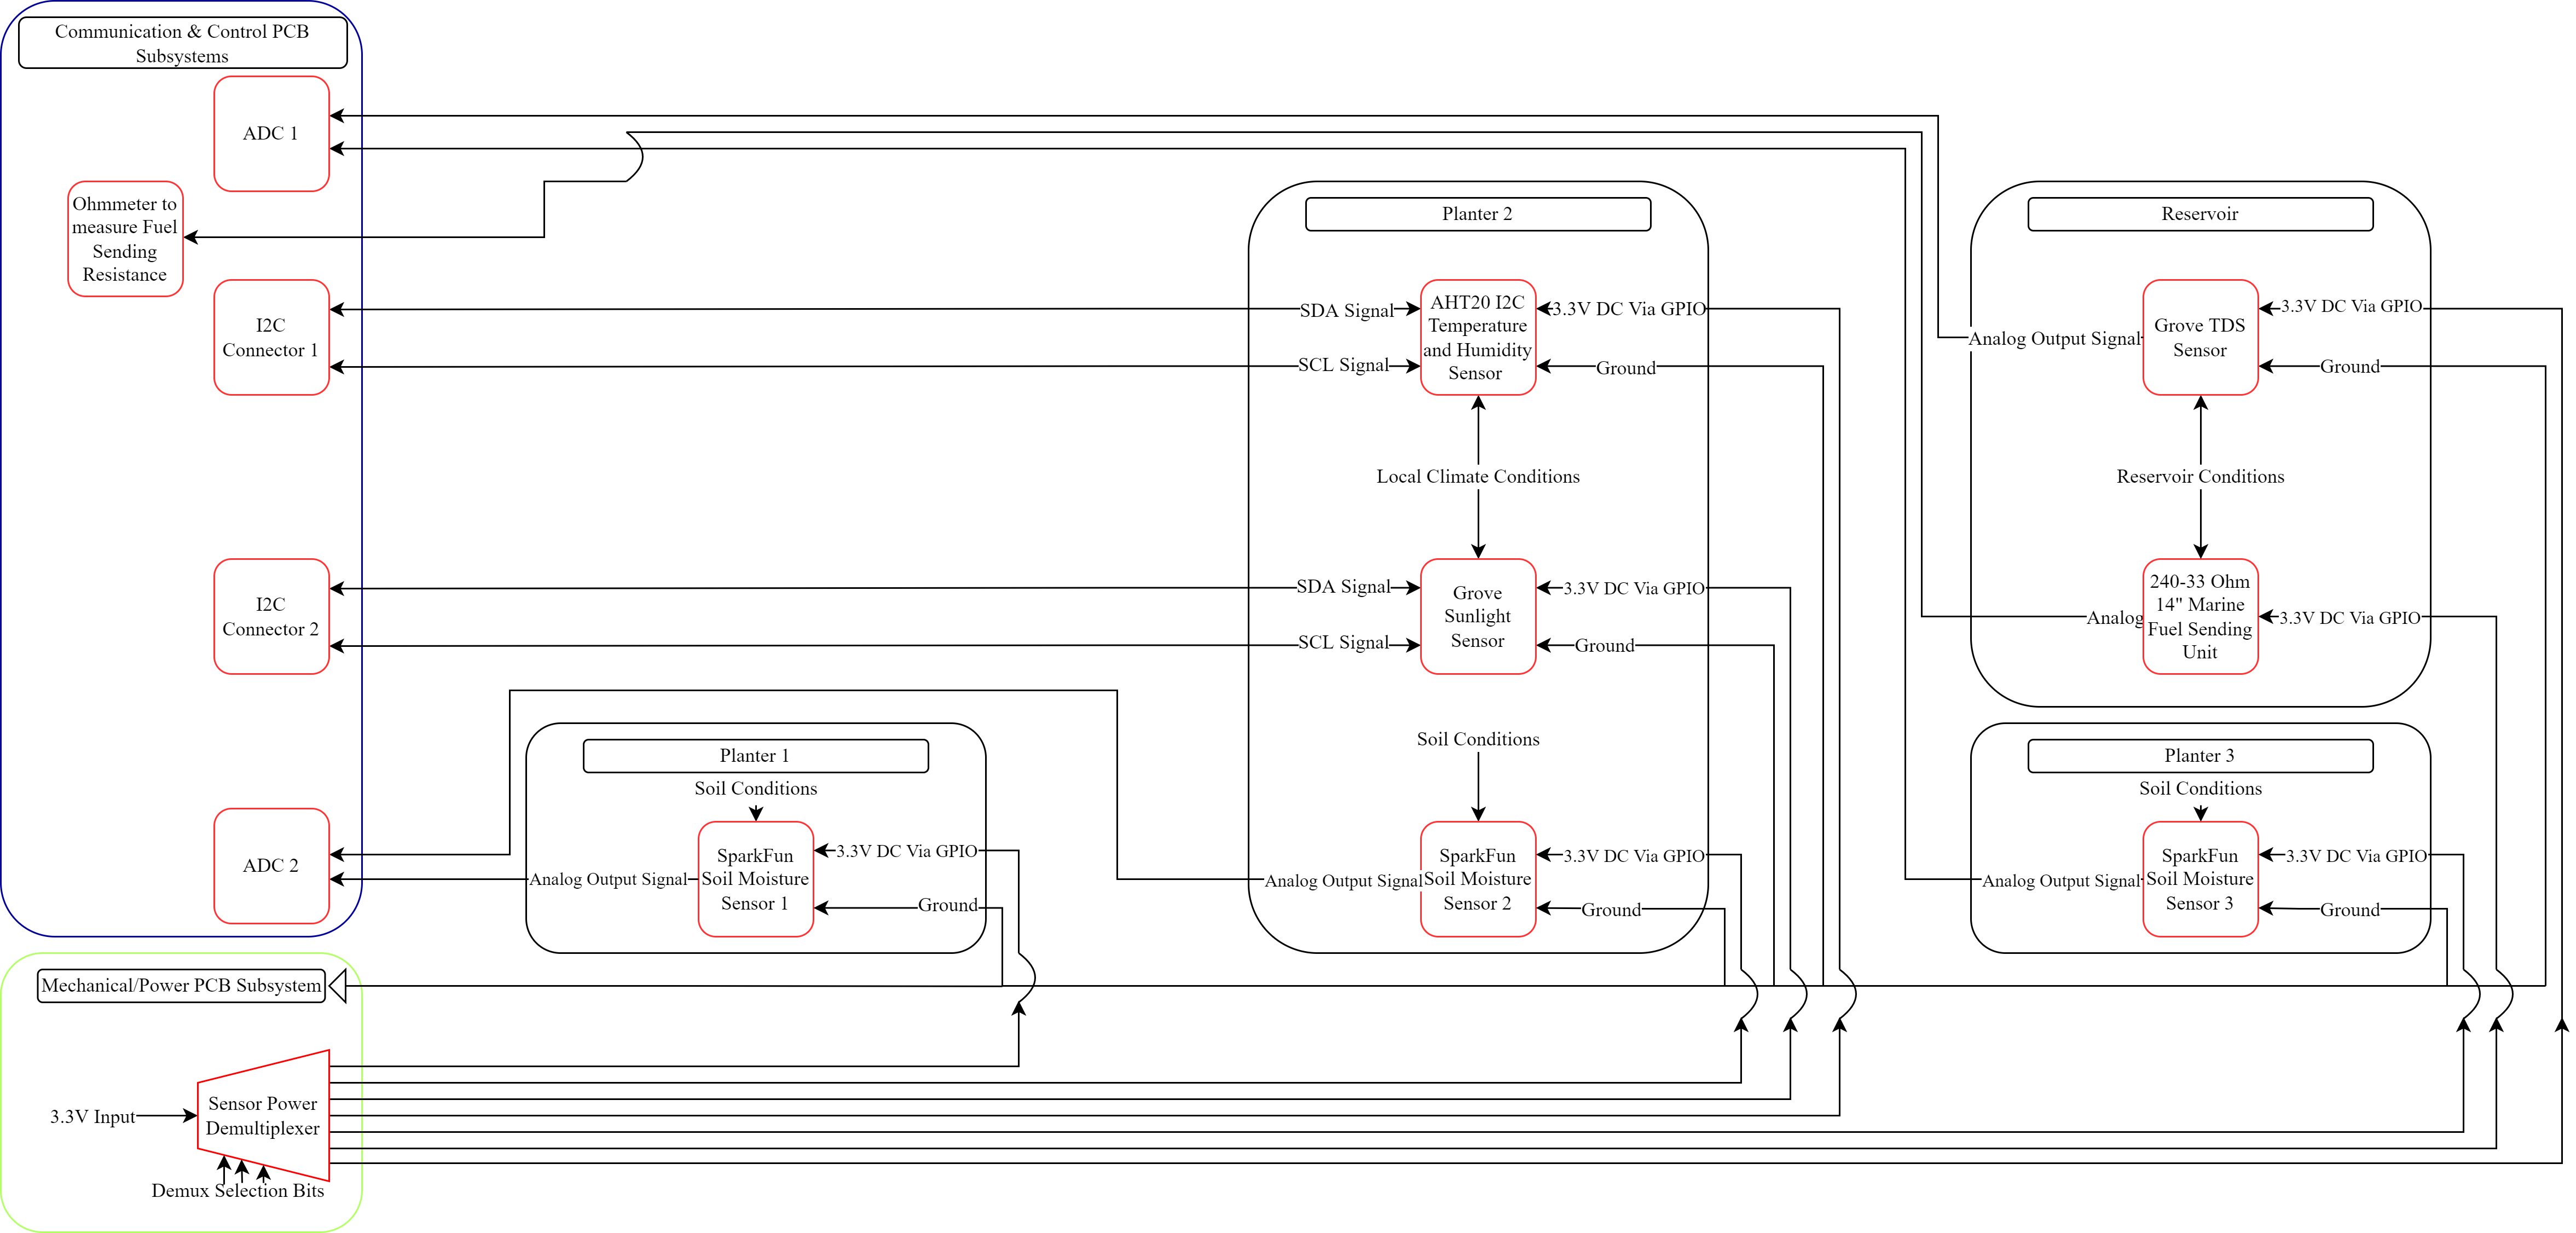 Communication & Control PCB
Subsystems
ADC 1
Ohmmeter to
measure Fuel
Sending
Resistance
I2C
Connector 1
I2C
Connector 2
ADC 2
Planter 1
Soil Conditions
SparkFun
Soil Moisture
Sensor 1
3.3V DC Via GPIO
Analog Output Signal
Ground
Planter 2
SDA Signal
SCL Signal
AHT20 I2C
Temperature
and Humidity
Sensor
3.3V DC Via GPIO
Ground
Local Climate Conditions
SDA Signal
SCL Signal
Grove
Sunlight
Sensor
3.3V DC Via GPIO
Ground
Soil Conditions
Analog Output Signal
SparkFun
Soil Moisture
Sensor 2
3.3V DC Via GPIO
Ground
Reservoir
Analog Output Signal
Grove TDS
Sensor
3.3V DC Via GPIO
Ground
Reservoir Conditions
Analog
240-33 Ohm
14" Marine
Fuel Sending
Unit
3.3V DC Via GPIO
Planter 3
Soil Conditions
Analog Output Signal
SparkFun
Soil Moisture
Sensor 3
3.3V DC Via GPIO
Ground
Mechanical/Power PCB Subsystem
3.3V Input
Sensor Power
Demultiplexer
Demux Selection Bits